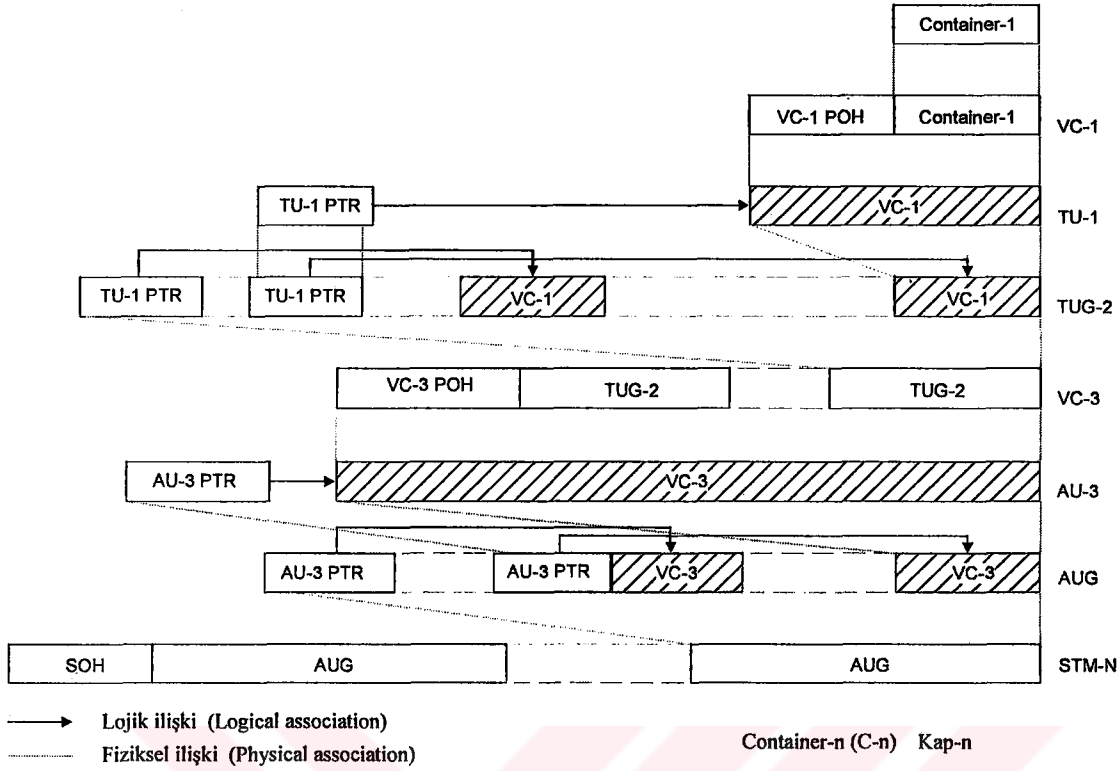 Container-1
VC-1 POH Container-1 VC-1
TU-1 PTR VC-1 TU-1
TU-1 PTR TU-1 PTR VC-1 VC-1 TUG-2
VC-3 POH TUG-2 TUG-2 VC-3
AU-3 PTR VC-3 AU-3
AU-3 PTR AU-3 PTR VC-3 VC-3 AUG
SOH AUG AUG STM-N
Lojik ilişki (Logical association)
Fiziksel ilişki (Physical association)
Container-n (C-n) Kap-n